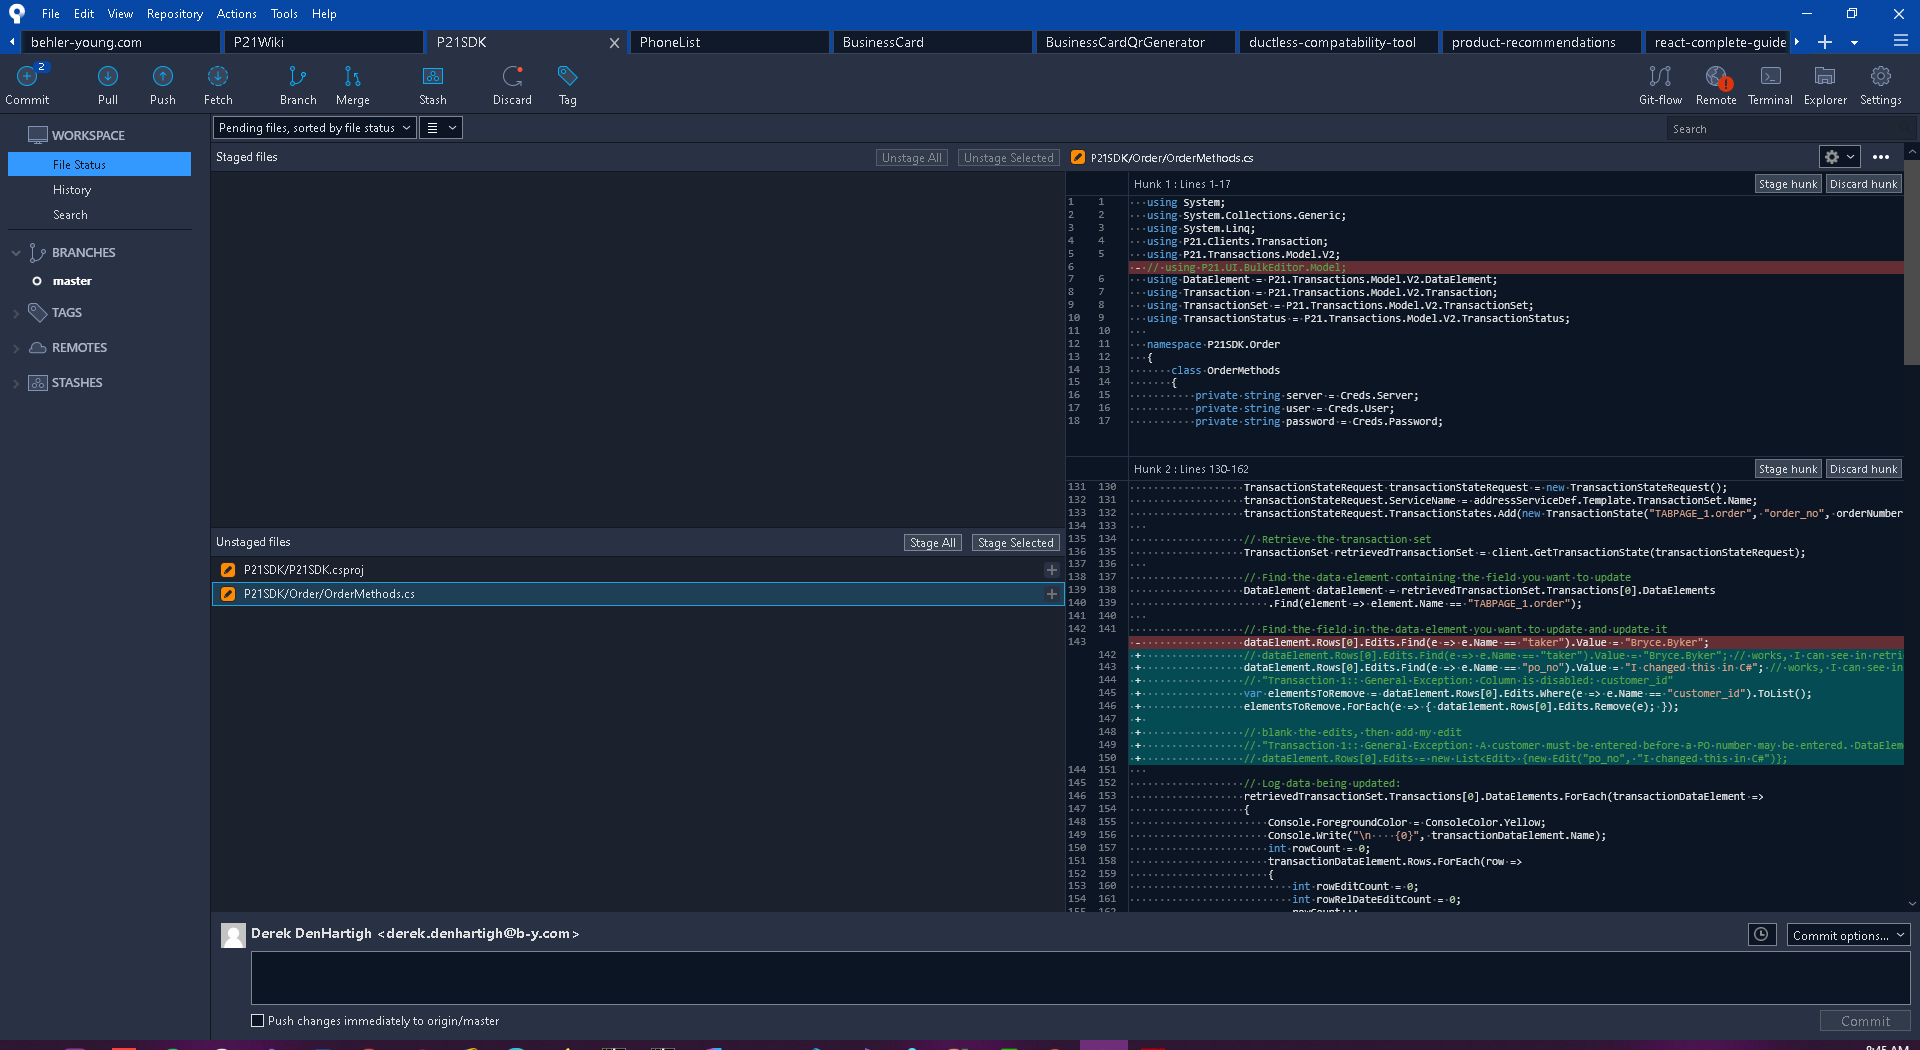 File Edit View Repository Actions Tools Help
behler-young.com P21Wiki P21SDK PhoneList BusinessCard BusinessCardQrGenerator ductless-compatability-tool product-recommendations react-complete-guide
2
Commit Pull Push Fetch Branch Merge Stash Discard Tag Git-flow Remote Terminal Explorer Settings
WORKSPACE
File Status
History
Search
BRANCHES
master
TAGS
REMOTES
STASHES
Pending files, sorted by file status
Search
Staged files
Unstage All Unstage Selected
Unstaged files
Stage All Stage Selected
P21SDK/P21SDK.csproj
P21SDK/Order/OrderMethods.cs
P21SDK/Order/OrderMethods.cs
Hunk 1 : Lines 1-17
Stage hunk Discard hunk
1 1 using System;
2 2 using System.Collections.Generic;
3 3 using System.Linq;
4 4 using P21.Clients.Transaction;
5 5 using P21.Transactions.Model.V2;
6 - // using P21.UI.BulkEditor.Model;
7 6 using DataElement = P21.Transactions.Model.V2.DataElement;
8 7 using Transaction = P21.Transactions.Model.V2.Transaction;
9 8 using TransactionSet = P21.Transactions.Model.V2.TransactionSet;
10 9 using TransactionStatus = P21.Transactions.Model.V2.TransactionStatus;
11 10
12 11 namespace P21SDK.Order
13 12 {
14 13 class OrderMethods
15 14 {
16 15 private string server = Creds.Server;
17 16 private string user = Creds.User;
18 17 private string password = Creds.Password;
Hunk 2 : Lines 130-162
Stage hunk Discard hunk
131 130 TransactionStateRequest transactionStateRequest = new TransactionStateRequest();
132 131 transactionStateRequest.ServiceName = addressServiceDef.Template.TransactionSet.Name;
133 132 transactionStateRequest.TransactionStates.Add(new TransactionState("TABPAGE_1.order", "order_no", orderNumber
134 133
135 134 // Retrieve the transaction set
136 135 TransactionSet retrievedTransactionSet = client.GetTransactionState(transactionStateRequest);
137 136
138 137 // Find the data element containing the field you want to update
139 138 DataElement dataElement = retrievedTransactionSet.Transactions[0].DataElements
140 139 .Find(element => element.Name == "TABPAGE_1.order");
141 140
142 141 // Find the field in the data element you want to update and update it
143 - dataElement.Rows[0].Edits.Find(e => e.Name == "taker").Value = "Bryce.Byker";
142 + // dataElement.Rows[0].Edits.Find(e => e.Name == "taker").Value = "Bryce.Byker"; // works, I can see in retri
143 + dataElement.Rows[0].Edits.Find(e => e.Name == "po_no").Value = "I changed this in C#"; // works, I can see in
144 + // "Transaction 1:: General Exception: Column is disabled: customer_id"
145 + var elementsToRemove = dataElement.Rows[0].Edits.Where(e => e.Name == "customer_id").ToList();
146 + elementsToRemove.ForEach(e => { dataElement.Rows[0].Edits.Remove(e); });
147 +
148 + // blank the edits, then add my edit
149 + // "Transaction 1:: General Exception: A customer must be entered before a PO number may be entered. DataElem
150 + // dataElement.Rows[0].Edits = new List<Edit> {new Edit("po_no", "I changed this in C#")};
144 151
145 152 // Log data being updated:
146 153 retrievedTransactionSet.Transactions[0].DataElements.ForEach(transactionDataElement =>
147 154 {
148 155 Console.ForegroundColor = ConsoleColor.Yellow;
149 156 Console.Write("\n {0}", transactionDataElement.Name);
150 157 int rowCount = 0;
151 158 transactionDataElement.Rows.ForEach(row =>
152 159 {
153 160 int rowEditCount = 0;
154 161 int rowRelDateEditCount = 0;
155 162 rowCount++;
Derek DenHartigh <derek.denhartigh@b-y.com>
Commit options...
Push changes immediately to origin/master
Commit